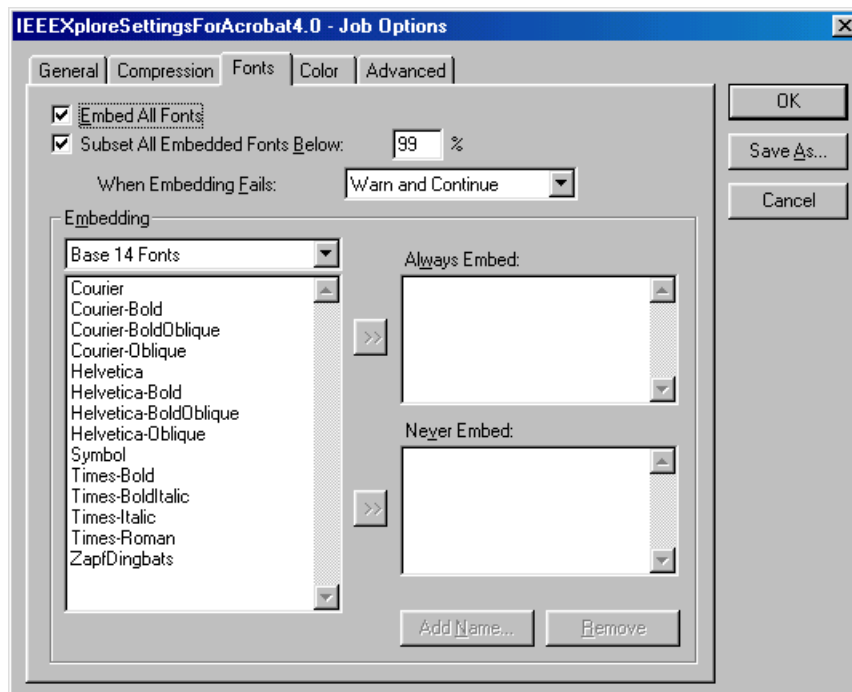 IEEEXploreSettingsForAcrobat4.0 - Job Options
General Compression Fonts Color Advanced
Embed All Fonts
Subset All Embedded Fonts Below: 99 %
When Embedding Fails: Warn and Continue
OK
Save As...
Cancel
Embedding
Base 14 Fonts
Courier
Courier-Bold
Courier-BoldOblique
Courier-Oblique
Helvetica
Helvetica-Bold
Helvetica-BoldOblique
Helvetica-Oblique
Symbol
Times-Bold
Times-BoldItalic
Times-Italic
Times-Roman
ZapfDingbats
>>
>>
Always Embed:
Never Embed:
Add Name...
Remove